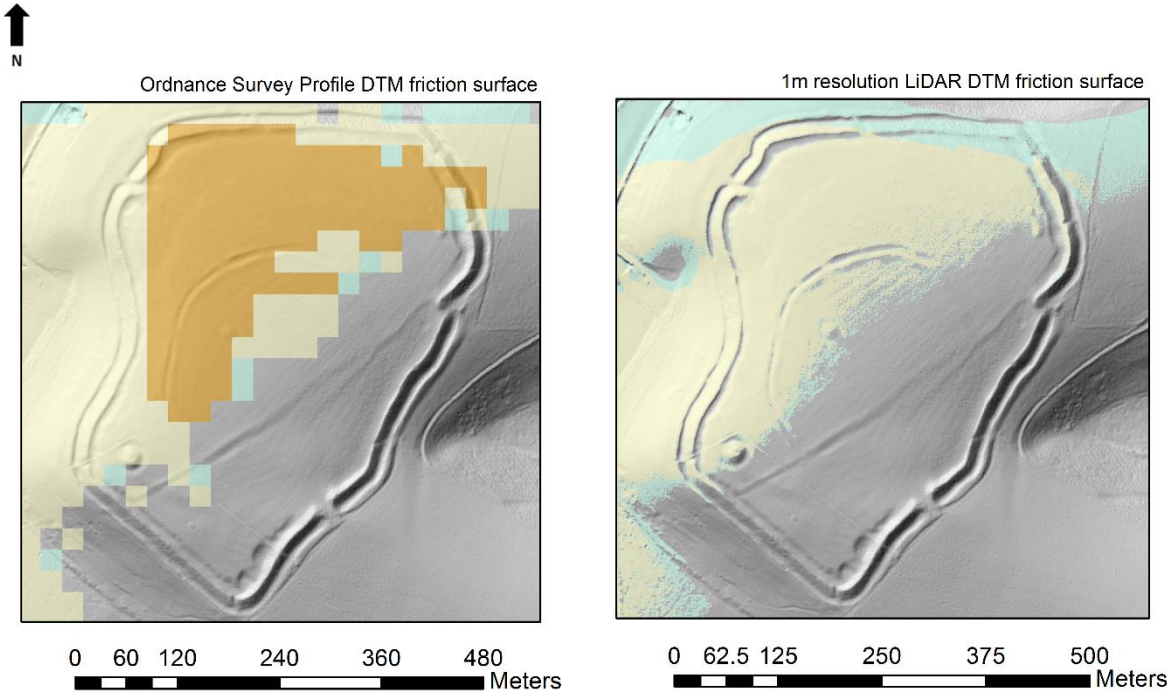 N
Ordnance Survey Profile DTM friction surface
1m resolution LiDAR DTM friction surface
0 60 120 240 360 480
Meters
0 62.5 125 250 375 500
Meters